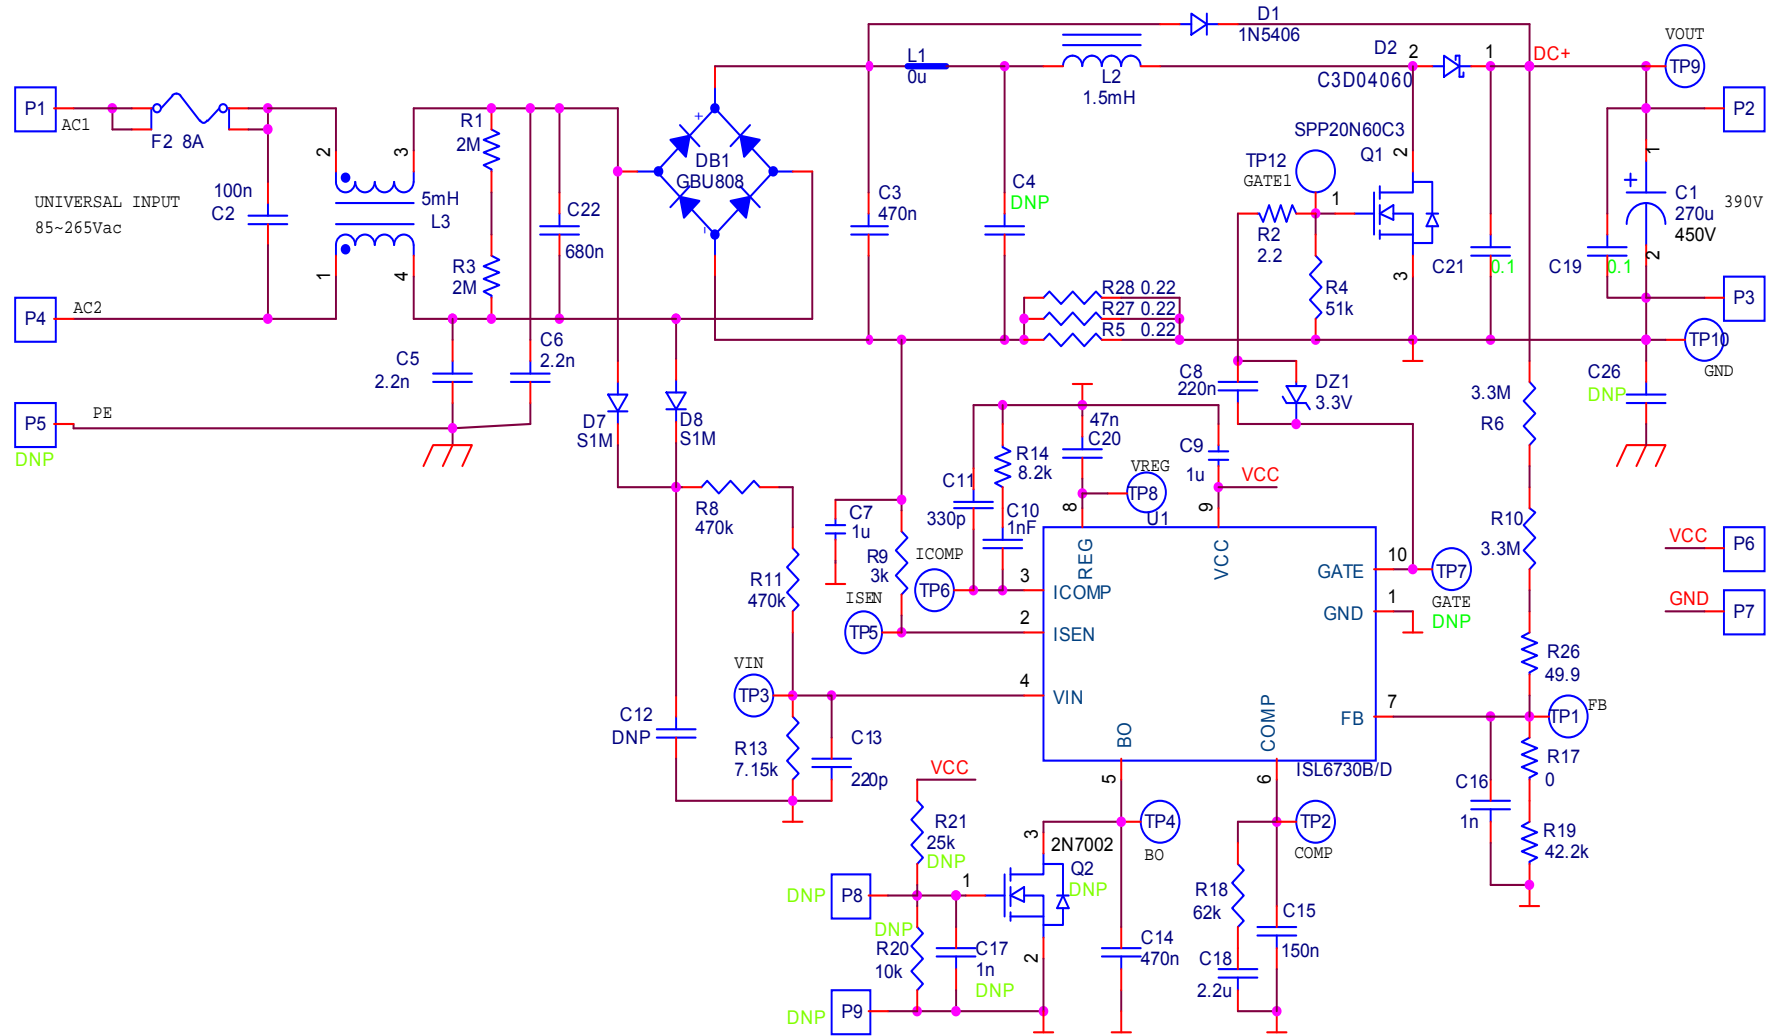 D1
1N5406
VOUT
L1
0u
L2
1.5mH
D2
2
1
DC+
TP9
C3D04060
P1
AC1
F2 8A
R1
2M
+
DB1
GBU808
-
SPP20N60C3
Q1
2
P2
2
3
1
TP12
GATE1
1
UNIVERSAL INPUT
85~265Vac
100n
C2
5mH
L3
C22
680n
C3
470n
C4
DNP
R2
2.2
+
C1
270u
450V
390V
1
4
R3
2M
3
C21
0.1
C19
0.1
2
R28 0.22
R27 0.22
R5 0.22
R4
51k
P4
AC2
P3
TP10
GND
C5
2.2n
C6
2.2n
C8
220n
DZ1
3.3V
C26
DNP
3.3M
R6
P5
PE
DNP
D7
S1M
D8
S1M
47n
C20
C9
1u
VCC
R14
8.2k
VREG
TP8
C11
330p
C10
1nF
8
U1
9
R8
470k
C7
1u
R10
3.3M
VCC
P6
R9
3k
ICOMP
TP6
3
REG
VCC
ICOMP
GATE
10
TP7
GATE
DNP
R11
470k
ISEN
TP5
2
ISEN
GND
1
GND
P7
VIN
TP3
4
VIN
R26
49.9
FB
7
TP1
FB
C12
DNP
R13
7.15k
C13
220p
BO
COMP
ISL6730B/D
5
6
R17
0
VCC
C16
1n
R21
25k
DNP
3
2N7002
TP4
BO
TP2
COMP
R19
42.2k
DNP
P8
1
Q2
DNP
R18
62k
DNP
R20
10k
C17
1n
DNP
2
C14
470n
C15
150n
C18
2.2u
DNP
P9